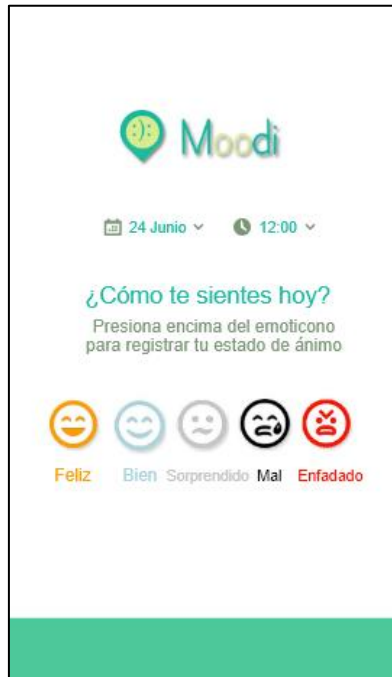 Moodi
24 Junio 12:00
¿Cómo te sientes hoy?
Presiona encima del emoticono
para registrar tu estado de ánimo
Feliz Bien Sorprendido Mal Enfadado